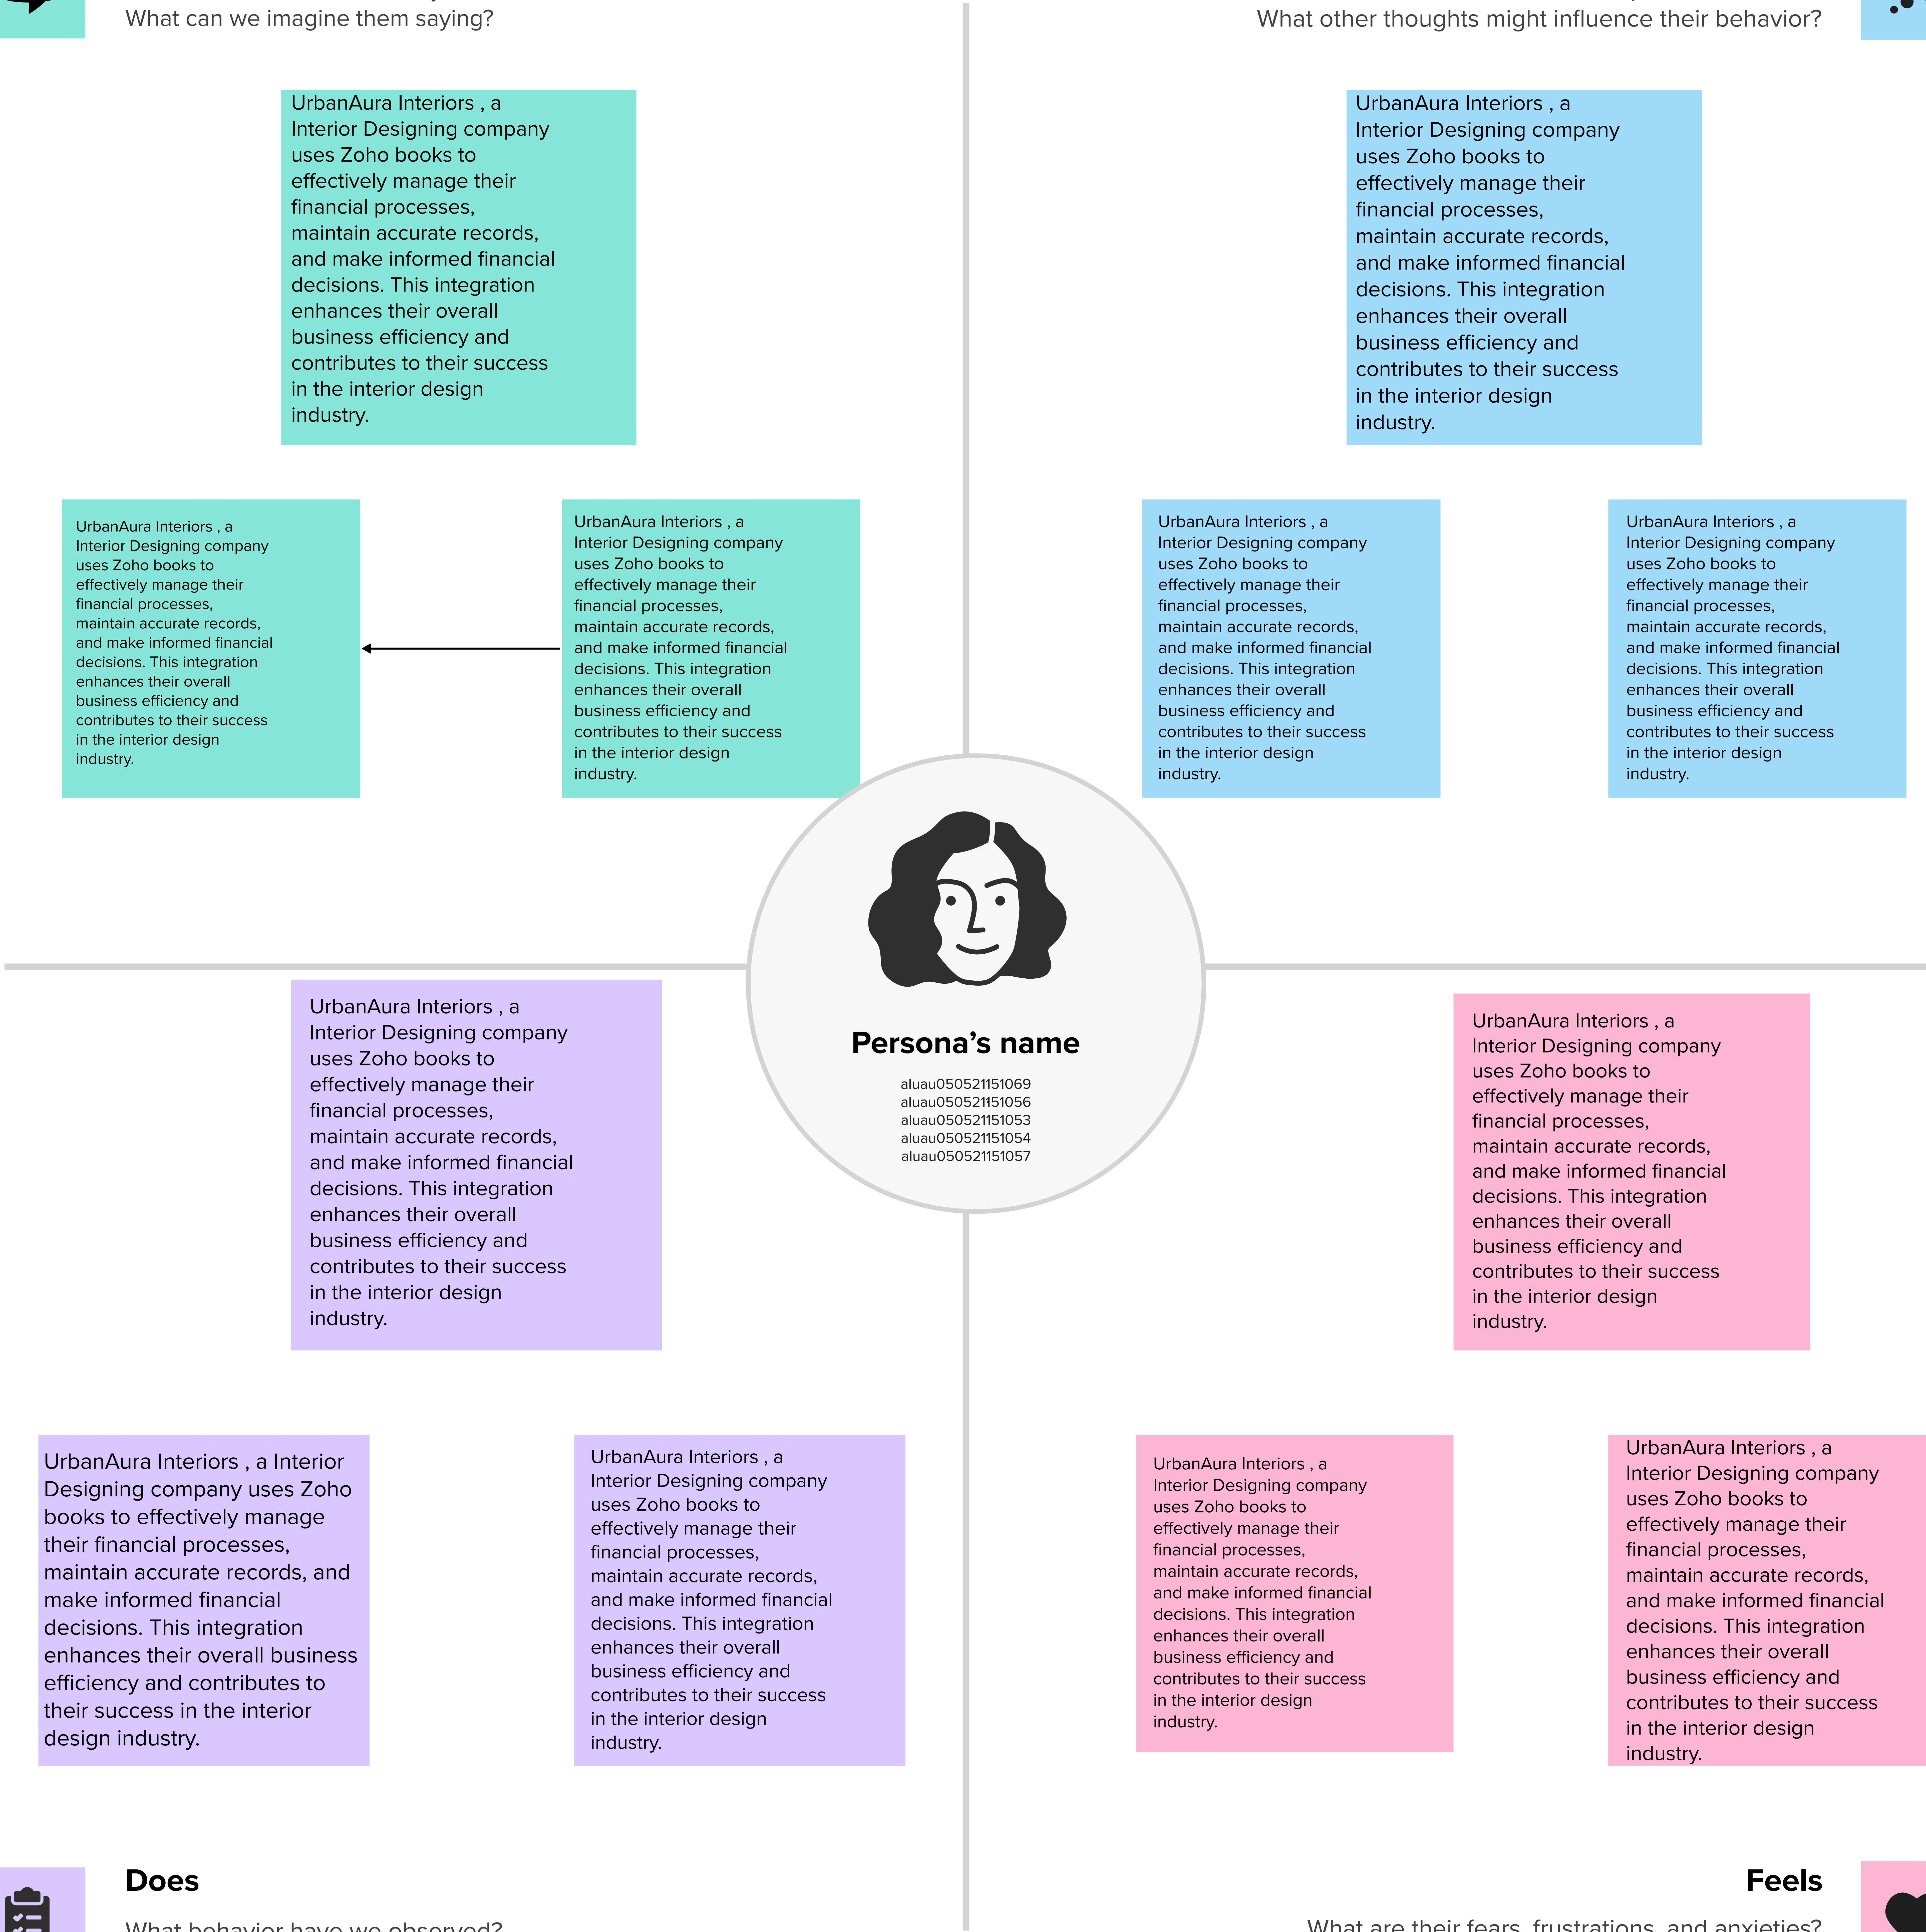 What can we imagine them saying?
What other thoughts might influence their behavior?
UrbanAura Interiors , a
Interior Designing company
uses Zoho books to
effectively manage their
financial processes,
maintain accurate records,
and make informed financial
decisions. This integration
enhances their overall
business efficiency and
contributes to their success
in the interior design
industry.
UrbanAura Interiors , a
Interior Designing company
uses Zoho books to
effectively manage their
financial processes,
maintain accurate records,
and make informed financial
decisions. This integration
enhances their overall
business efficiency and
contributes to their success
in the interior design
industry.
UrbanAura Interiors , a
Interior Designing company
uses Zoho books to
effectively manage their
financial processes,
maintain accurate records,
and make informed financial
decisions. This integration
enhances their overall
business efficiency and
contributes to their success
in the interior design
industry.
UrbanAura Interiors , a
Interior Designing company
uses Zoho books to
effectively manage their
financial processes,
maintain accurate records,
and make informed financial
decisions. This integration
enhances their overall
business efficiency and
contributes to their success
in the interior design
industry.
UrbanAura Interiors , a
Interior Designing company
uses Zoho books to
effectively manage their
financial processes,
maintain accurate records,
and make informed financial
decisions. This integration
enhances their overall
business efficiency and
contributes to their success
in the interior design
industry.
UrbanAura Interiors , a
Interior Designing company
uses Zoho books to
effectively manage their
financial processes,
maintain accurate records,
and make informed financial
decisions. This integration
enhances their overall
business efficiency and
contributes to their success
in the interior design
industry.
Persona’s name
aluau050521151069
aluau050521151056
aluau050521151053
aluau050521151054
aluau050521151057
UrbanAura Interiors , a
Interior Designing company
uses Zoho books to
effectively manage their
financial processes,
maintain accurate records,
and make informed financial
decisions. This integration
enhances their overall
business efficiency and
contributes to their success
in the interior design
industry.
UrbanAura Interiors , a
Interior Designing company
uses Zoho books to
effectively manage their
financial processes,
maintain accurate records,
and make informed financial
decisions. This integration
enhances their overall
business efficiency and
contributes to their success
in the interior design
industry.
UrbanAura Interiors , a Interior
Designing company uses Zoho
books to effectively manage
their financial processes,
maintain accurate records, and
make informed financial
decisions. This integration
enhances their overall business
efficiency and contributes to
their success in the interior
design industry.
UrbanAura Interiors , a
Interior Designing company
uses Zoho books to
effectively manage their
financial processes,
maintain accurate records,
and make informed financial
decisions. This integration
enhances their overall
business efficiency and
contributes to their success
in the interior design
industry.
UrbanAura Interiors , a
Interior Designing company
uses Zoho books to
effectively manage their
financial processes,
maintain accurate records,
and make informed financial
decisions. This integration
enhances their overall
business efficiency and
contributes to their success
in the interior design
industry.
UrbanAura Interiors , a
Interior Designing company
uses Zoho books to
effectively manage their
financial processes,
maintain accurate records,
and make informed financial
decisions. This integration
enhances their overall
business efficiency and
contributes to their success
in the interior design
industry.
Does
What behavior have we observed?
Feels
What are their fears, frustrations, and anxieties?